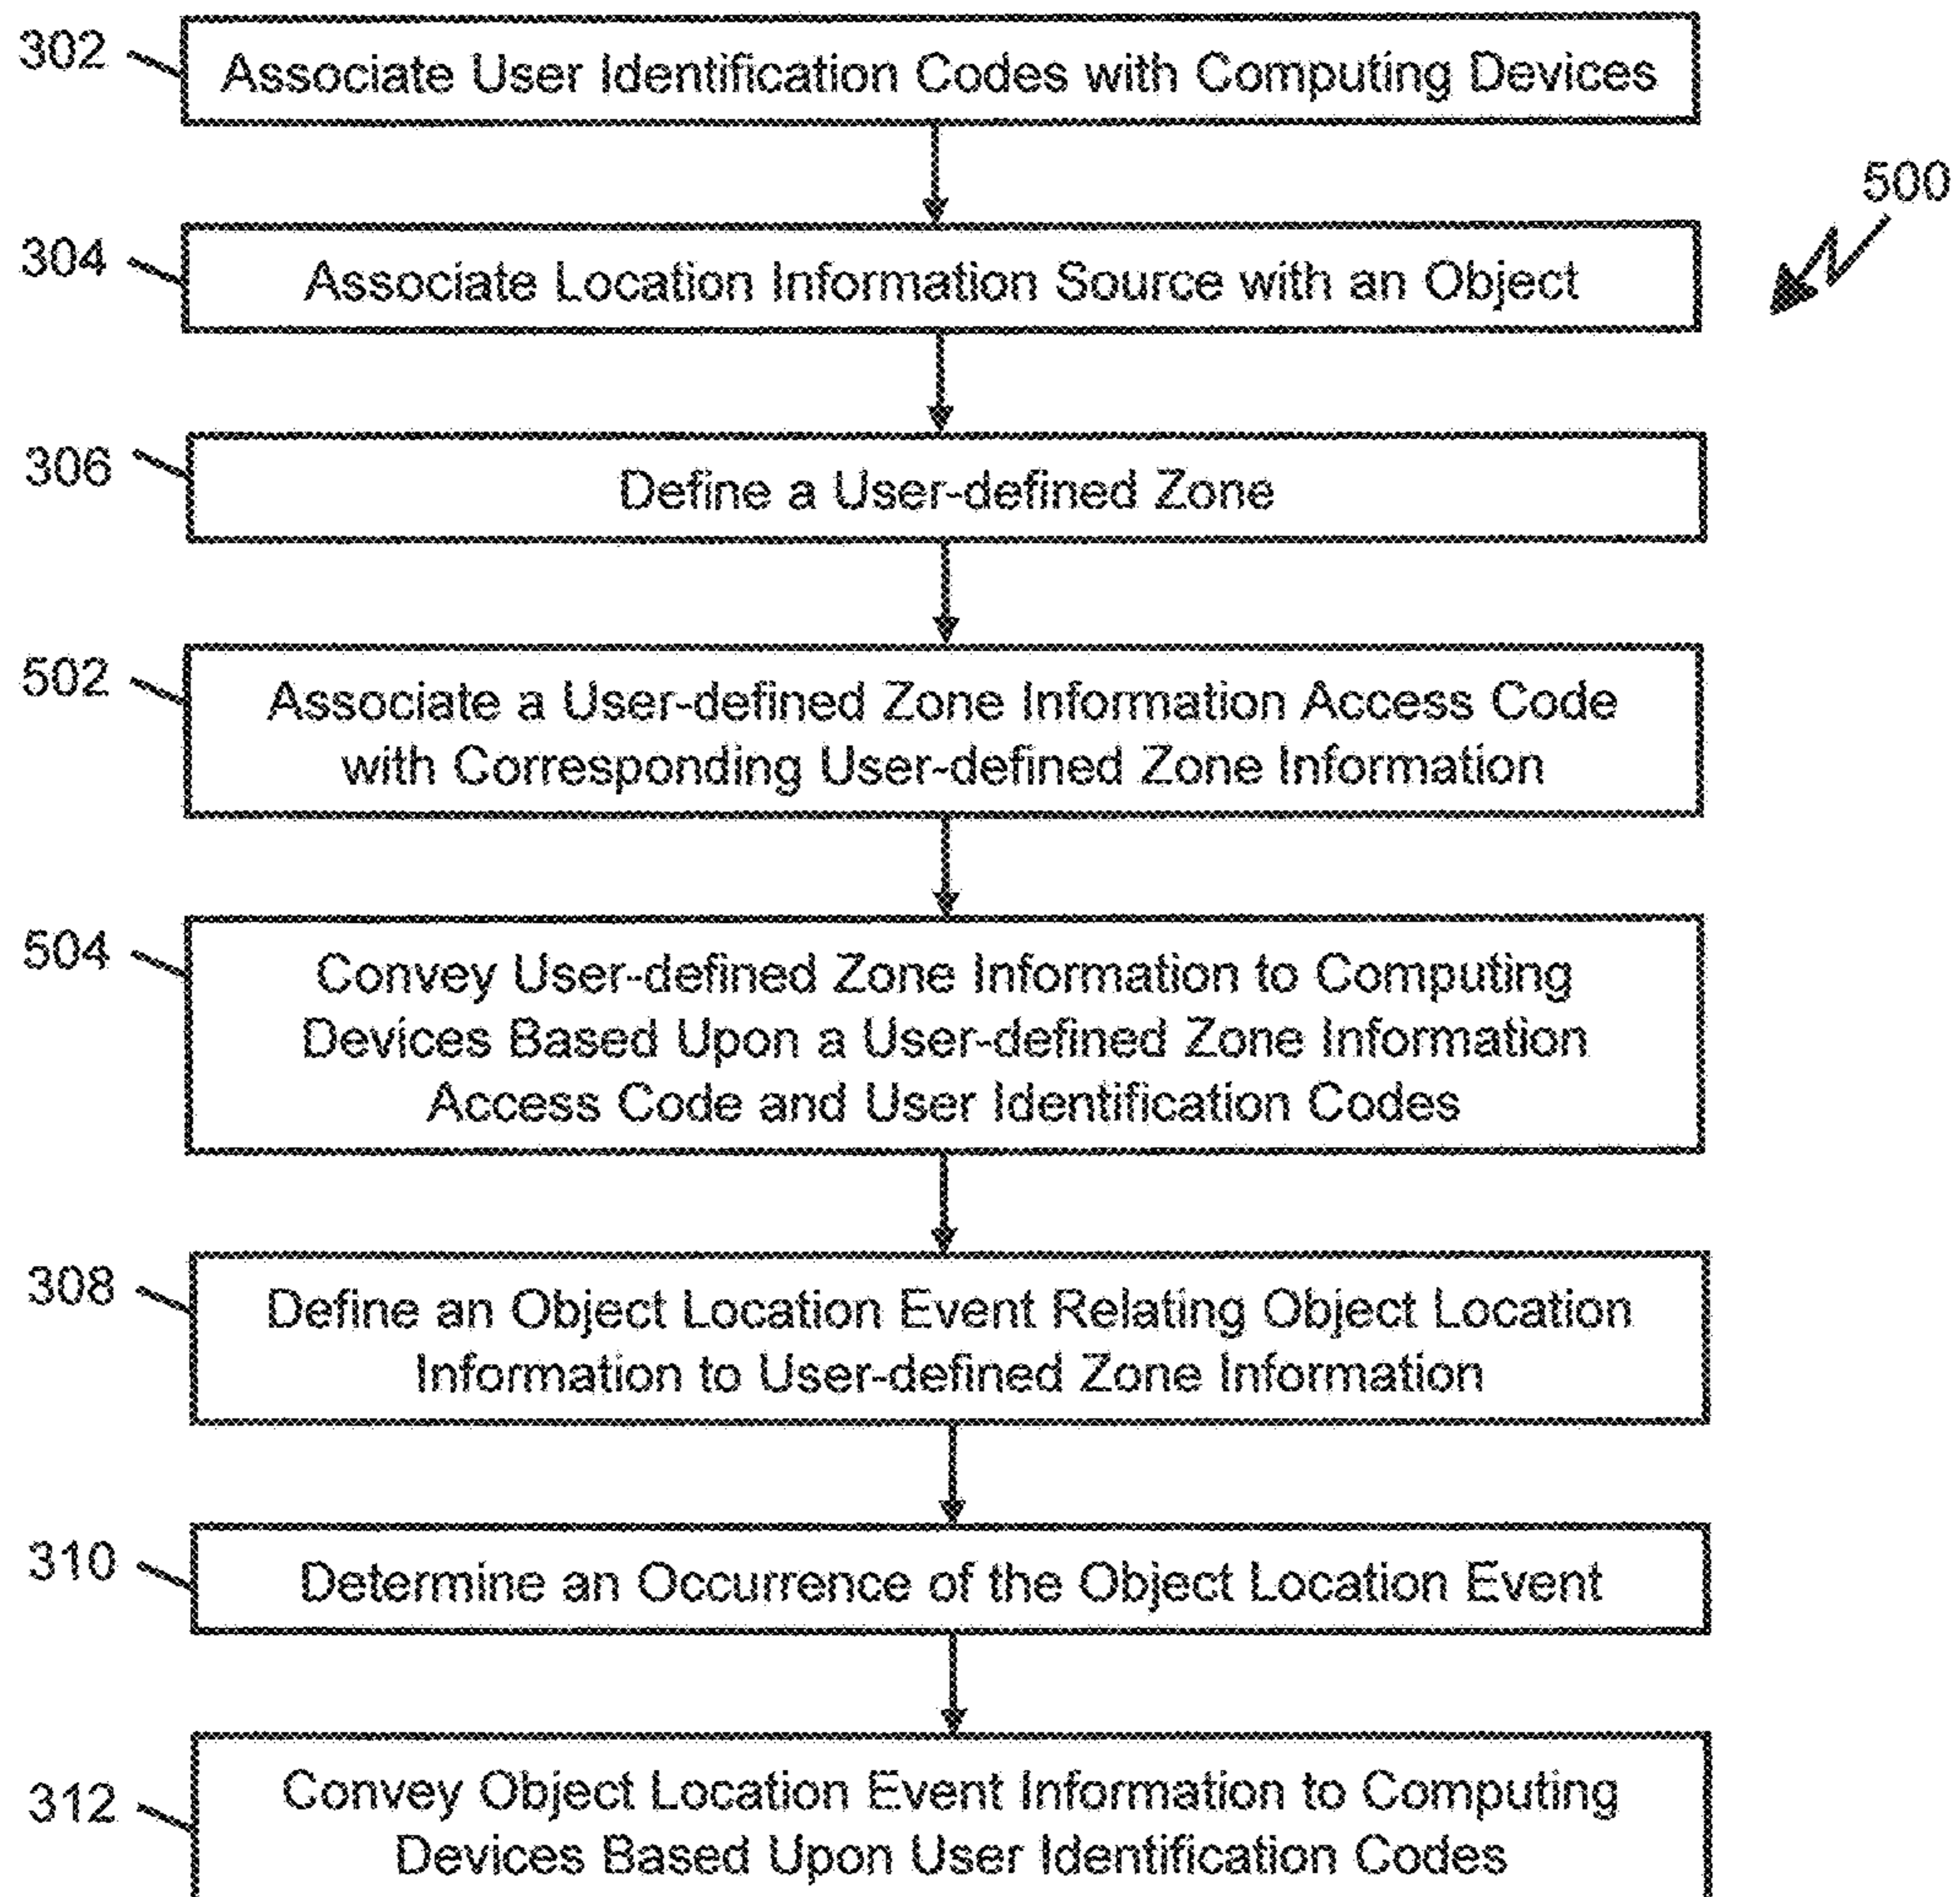 302
Associate User Identification Codes with Computing Devices
500
304
Associate Location Information Source with an Object
306
Define a User-defined Zone
502
Associate a User-defined Zone Information Access Code
with Corresponding User-defined Zone Information
504
Convey User-defined Zone Information to Computing
Devices Based Upon a User-defined Zone Information
Access Code and User Identification Codes
308
Define an Object Location Event Relating Object Location
Information to User-defined Zone Information
310
Determine an Occurrence of the Object Location Event
312
Convey Object Location Event Information to Computing
Devices Based Upon User Identification Codes